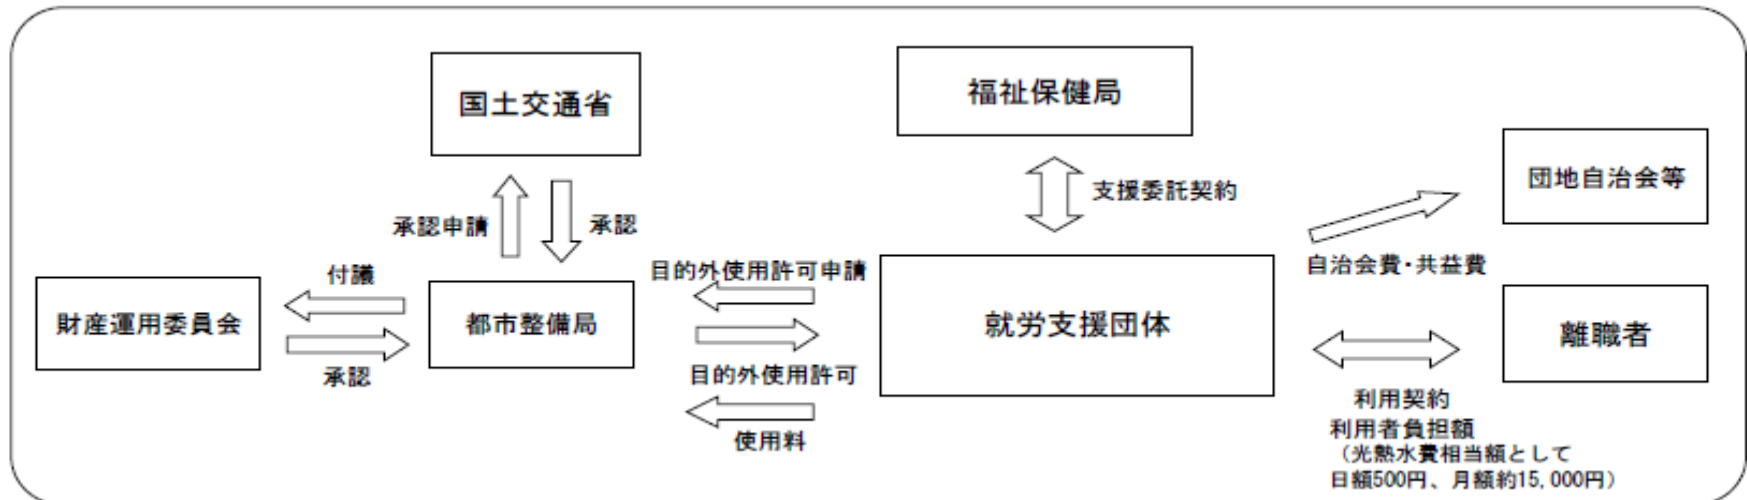 国土交通省
福祉保健局
団地自治会等
承認申請
承認
支援委託契約
自治会費・共益費
付議
目的外使用許可申請
財産運用委員会
都市整備局
就労支援団体
離職者
承認
目的外使用許可
使用料
利用契約
利用者負担額
（光熱水費相当額として
日額500円、月額約15,000円）